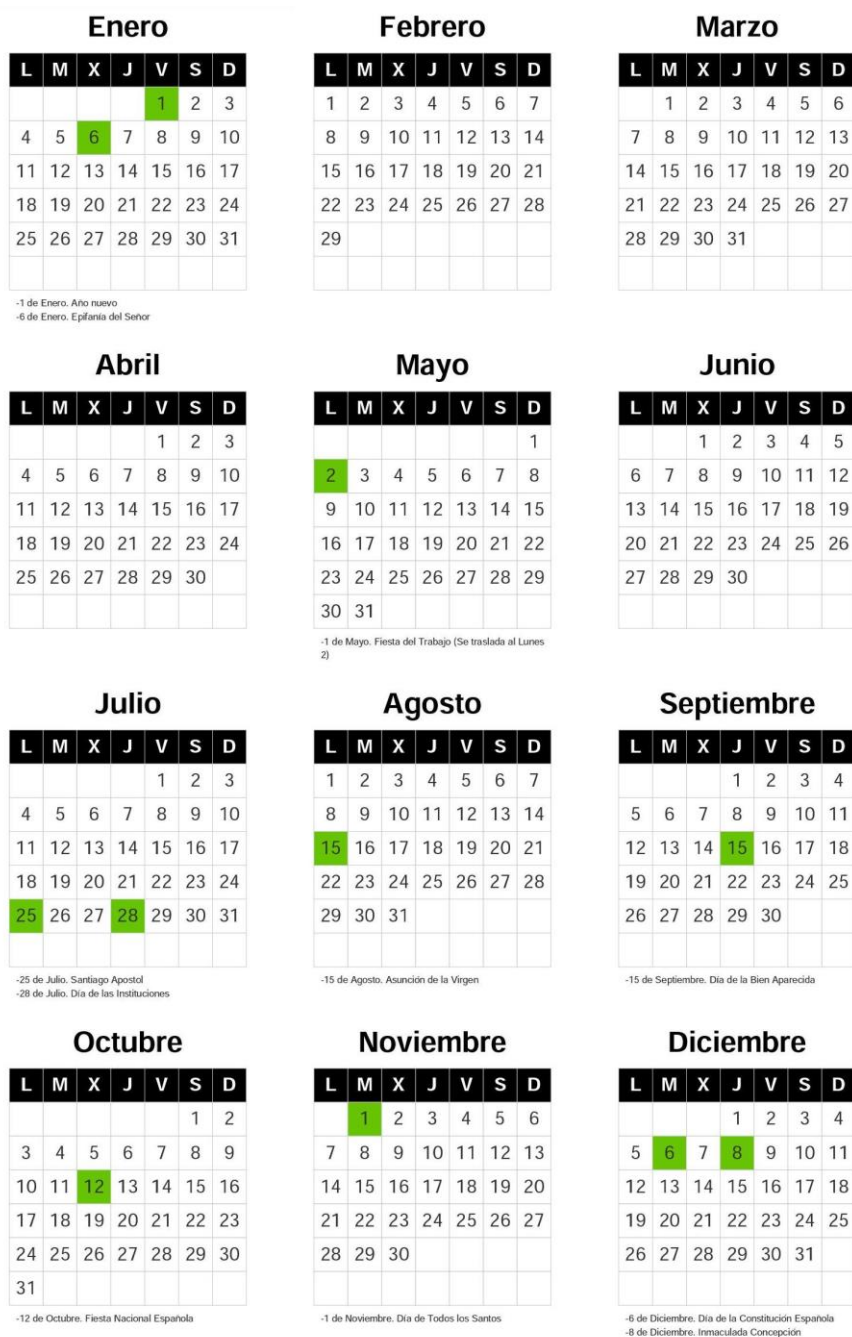 Enero
L M X J V S D
1 2 3
4 5 6 7 8 9 10
11 12 13 14 15 16 17
18 19 20 21 22 23 24
25 26 27 28 29 30 31
-1 de Enero. Año nuevo
-6 de Enero. Epifanía del Señor
Febrero
L M X J V S D
1 2 3 4 5 6 7
8 9 10 11 12 13 14
15 16 17 18 19 20 21
22 23 24 25 26 27 28
29
Marzo
L M X J V S D
1 2 3 4 5 6
7 8 9 10 11 12 13
14 15 16 17 18 19 20
21 22 23 24 25 26 27
28 29 30 31
Abril
L M X J V S D
1 2 3
4 5 6 7 8 9 10
11 12 13 14 15 16 17
18 19 20 21 22 23 24
25 26 27 28 29 30
Mayo
L M X J V S D
1
2 3 4 5 6 7 8
9 10 11 12 13 14 15
16 17 18 19 20 21 22
23 24 25 26 27 28 29
30 31
-1 de Mayo. Fiesta del Trabajo (Se traslada al Lunes
2)
Junio
L M X J V S D
1 2 3 4 5
6 7 8 9 10 11 12
13 14 15 16 17 18 19
20 21 22 23 24 25 26
27 28 29 30
Julio
L M X J V S D
1 2 3
4 5 6 7 8 9 10
11 12 13 14 15 16 17
18 19 20 21 22 23 24
25 26 27 28 29 30 31
-25 de Julio. Santiago Apostol
-28 de Julio. Día de las Instituciones
Agosto
L M X J V S D
1 2 3 4 5 6 7
8 9 10 11 12 13 14
15 16 17 18 19 20 21
22 23 24 25 26 27 28
29 30 31
-15 de Agosto. Asunción de la Virgen
Septiembre
L M X J V S D
1 2 3 4
5 6 7 8 9 10 11
12 13 14 15 16 17 18
19 20 21 22 23 24 25
26 27 28 29 30
-15 de Septiembre. Día de la Bien Aparecida
Octubre
L M X J V S D
1 2
3 4 5 6 7 8 9
10 11 12 13 14 15 16
17 18 19 20 21 22 23
24 25 26 27 28 29 30
31
-12 de Octubre. Fiesta Nacional Española
Noviembre
L M X J V S D
1 2 3 4 5 6
7 8 9 10 11 12 13
14 15 16 17 18 19 20
21 22 23 24 25 26 27
28 29 30
-1 de Noviembre. Día de Todos los Santos
Diciembre
L M X J V S D
1 2 3 4
5 6 7 8 9 10 11
12 13 14 15 16 17 18
19 20 21 22 23 24 25
26 27 28 29 30 31
-6 de Diciembre. Día de la Constitución Española
-8 de Diciembre. Inmaculada Concepción